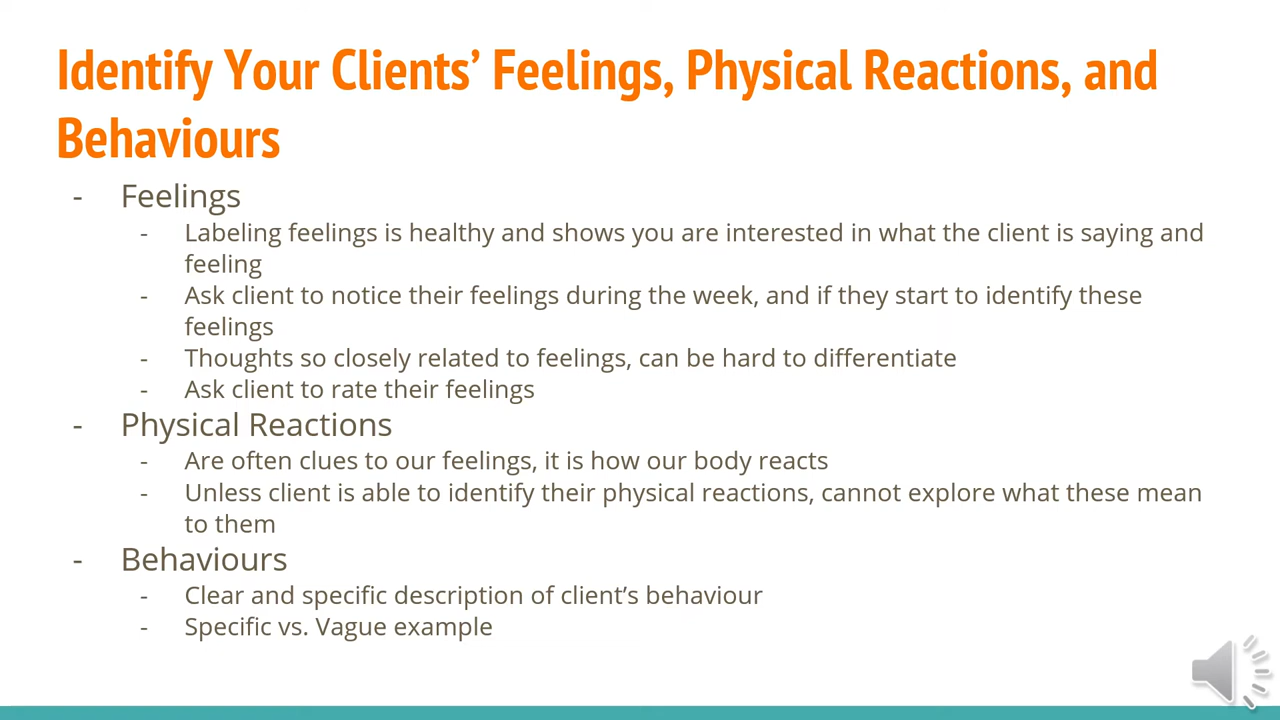 Identify Your Clients’ Feelings, Physical Reactions, and
Behaviours
- Feelings
- Labeling feelings is healthy and shows you are interested in what the client is saying and
feeling
- Ask client to notice their feelings during the week, and if they start to identify these
feelings
- Thoughts so closely related to feelings, can be hard to differentiate
- Ask client to rate their feelings
- Physical Reactions
- Are often clues to our feelings, it is how our body reacts
- Unless client is able to identify their physical reactions, cannot explore what these mean
to them
- Behaviours
- Clear and specific description of client’s behaviour
- Specific vs. Vague example